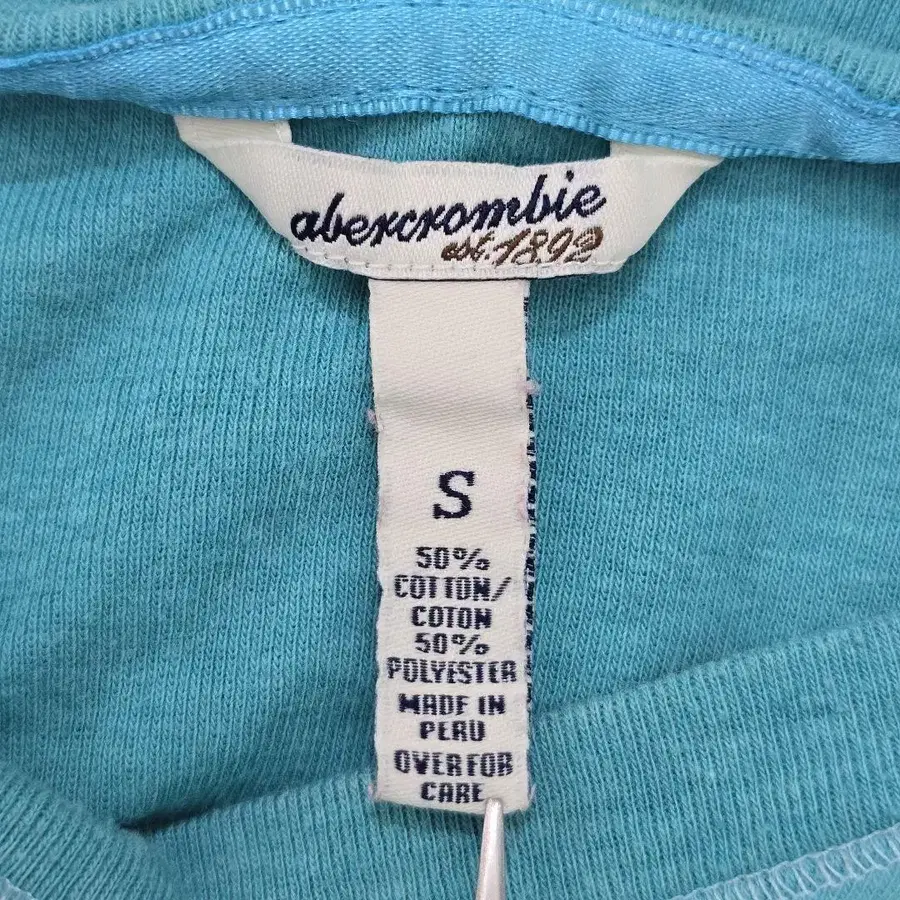 abercrombie
est. 1892
S
50%
COTTON/
COTON
50%
POLYESTER
MADE IN
PERU
OVER FOR
CARE